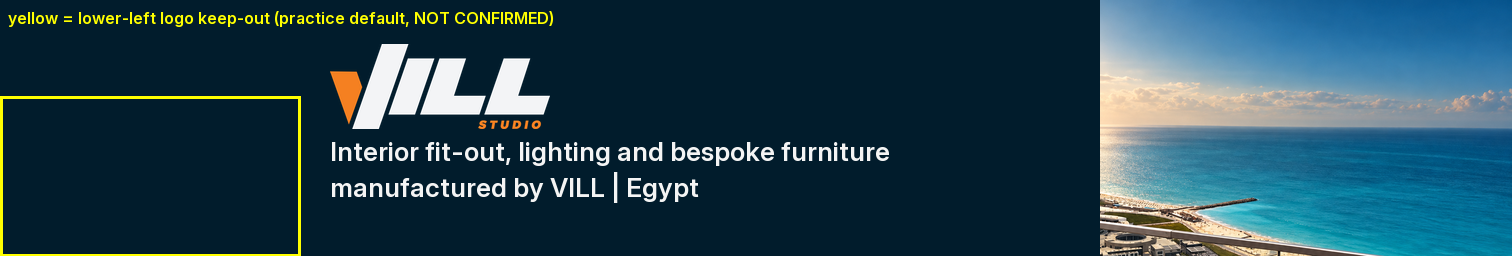 yellow = lower-left logo keep-out (practice default, NOT CONFIRMED)
VILL
STUDIO
Interior fit-out, lighting and bespoke furniture
manufactured by VILL | Egypt